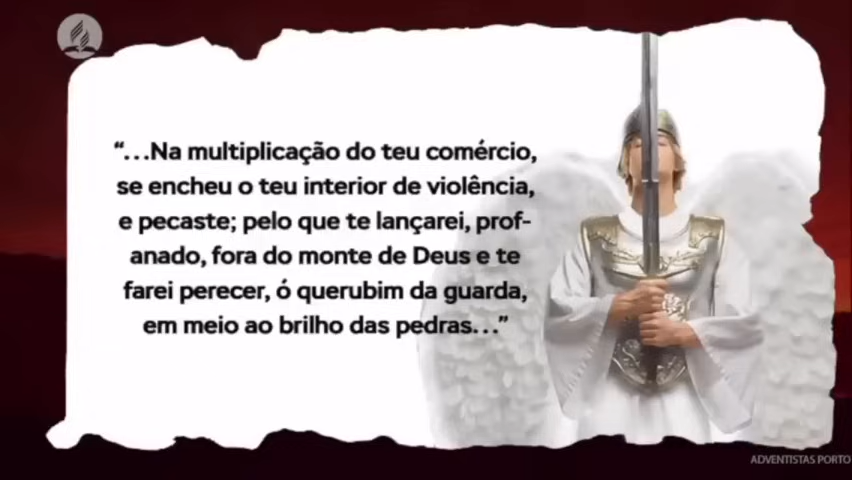 “...Na multiplicação do teu comércio,
se encheu o teu interior de violência,
e pecaste; pelo que te lançarei, prof-
anado, fora do monte de Deus e te
farei perecer, ó querubim da guarda,
em meio ao brilho das pedras...”
ADVENTISTAS PORTO